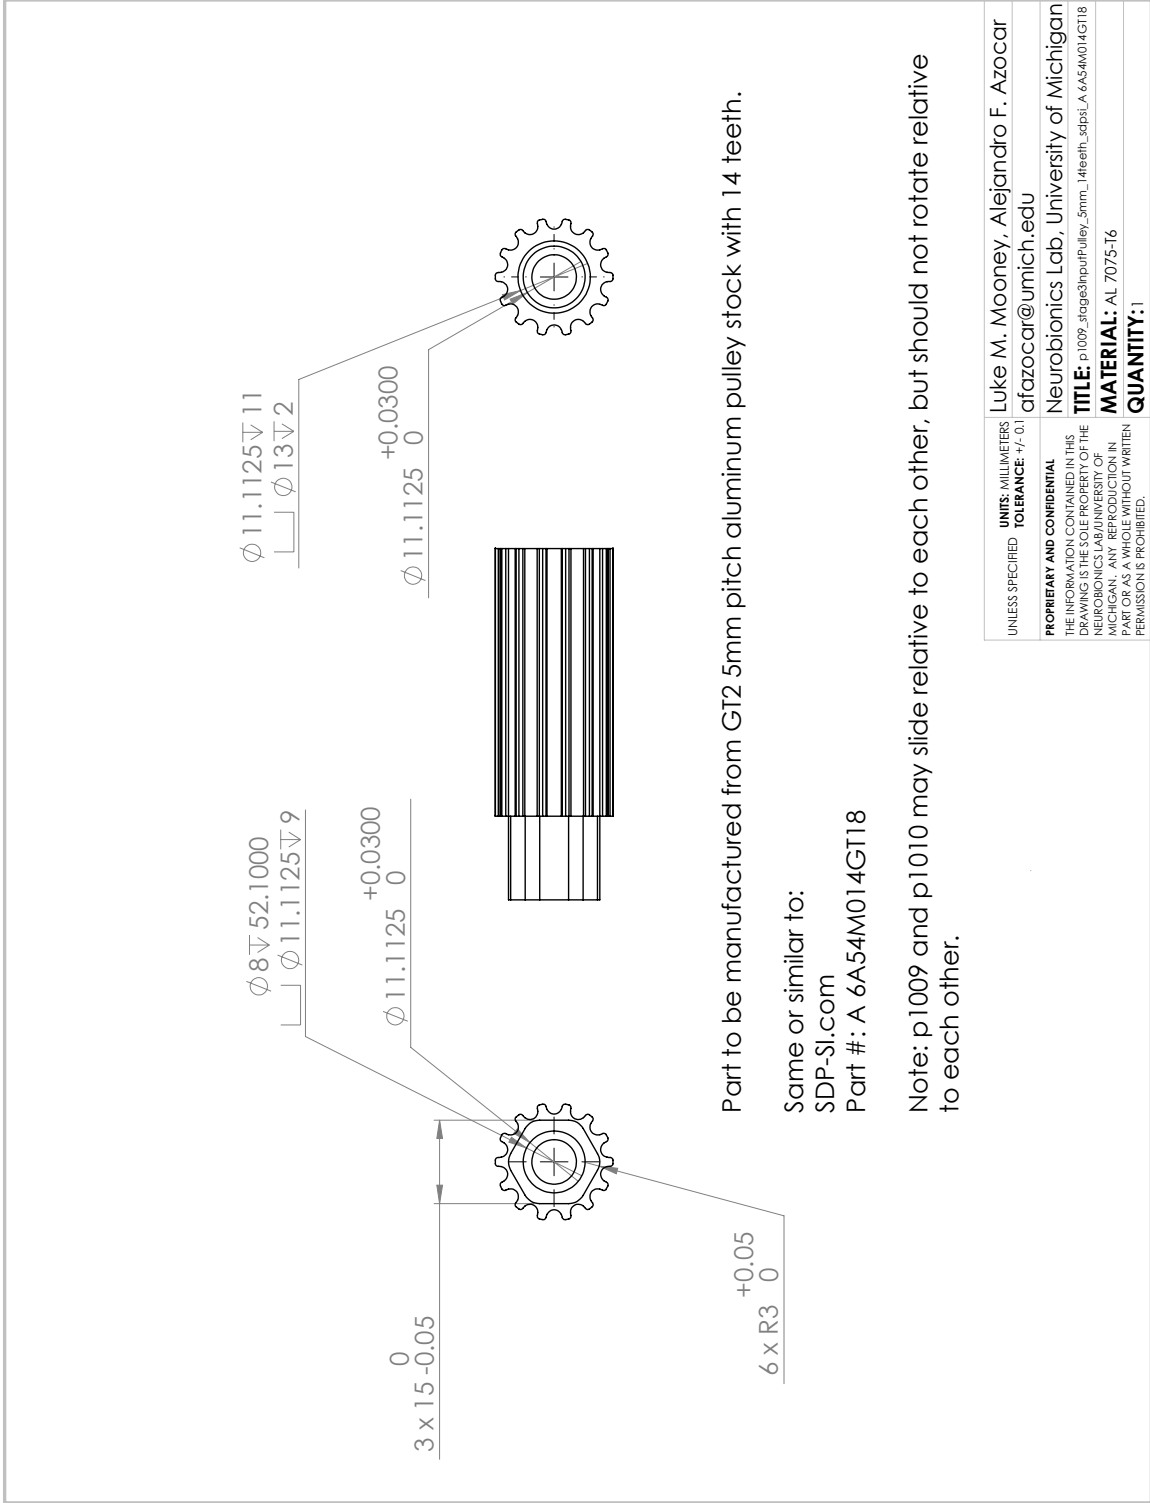 ⌀8↧52.1000
⌴ ⌀11.1125↧9
⌀11.1125 +0.0300 0
3 x 15 0 -0.05
6 x R3 +0.05 0
⌀11.1125↧11
⌴ ⌀13↧2
⌀11.1125 +0.0300 0
Part to be manufactured from GT2 5mm pitch aluminum pulley stock with 14 teeth.
Same or similar to:
SDP-SI.com
Part #: A 6A54M014GT18
Note: p1009 and p1010 may slide relative to each other, but should not rotate relative
to each other.
UNLESS SPECIFIED
UNITS: MILLIMETERS
TOLERANCE: +/- 0.1
PROPRIETARY AND CONFIDENTIAL
THE INFORMATION CONTAINED IN THIS
DRAWING IS THE SOLE PROPERTY OF THE
NEUROBIONICS LAB/UNIVERSITY OF
MICHIGAN. ANY REPRODUCTION IN
PART OR AS A WHOLE WITHOUT WRITTEN
PERMISSION IS PROHIBITED.
Luke M. Mooney, Alejandro F. Azocar
afazocar@umich.edu
Neurobionics Lab, University of Michigan
TITLE: p1009_stage3InputPulley_5mm_14teeth_sdpsi_A 6A54M014GT18
MATERIAL: AL 7075-T6
QUANTITY: 1